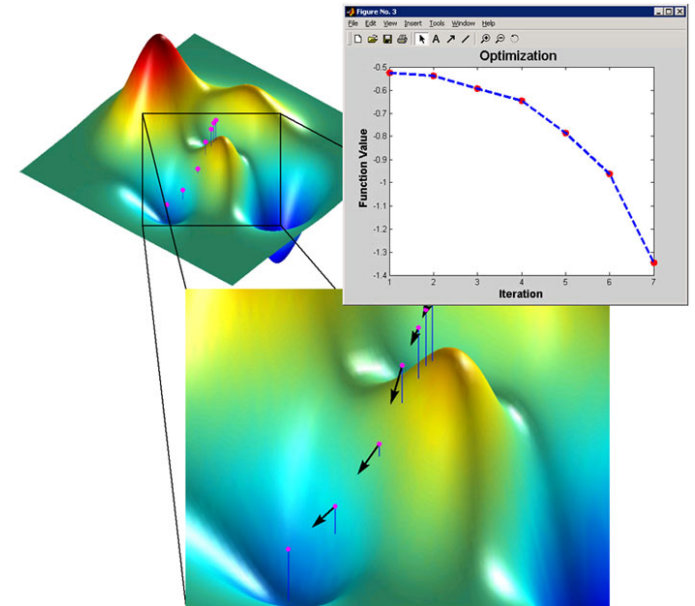 Figure No. 3
File Edit View Insert Tools Window Help
A
Optimization
-0.5
-0.6
-0.7
-0.8
-0.9
-1
-1.1
-1.2
-1.3
-1.4
Function Value
1 2 3 4 5 6 7
Iteration